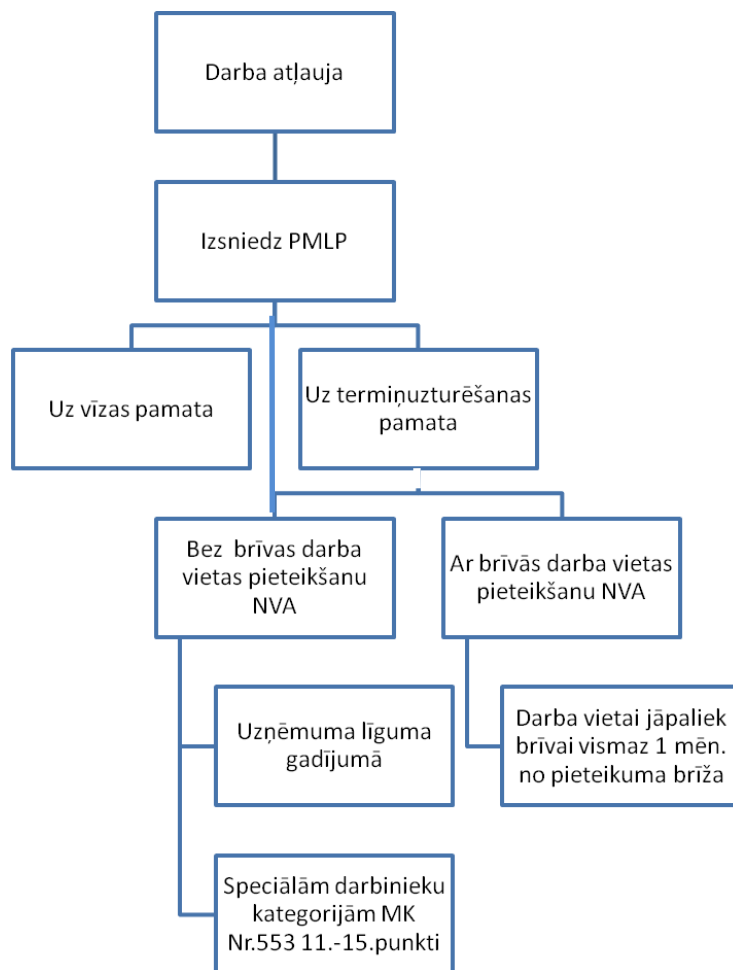 Darba atļauja
Izsniedz PMLP
Uz vīzas pamata
Uz termiņuzturēšanas
pamata
Bez brīvas darba
vietas pieteikšanu
NVA
Ar brīvās darba vietas
pieteikšanu NVA
Uzņēmuma līguma
gadījumā
Darba vietai jāpaliek
brīvai vismaz 1 mēn.
no pieteikuma brīža
Speciālām darbinieku
kategorijām MK
Nr.553 11.-15.punkti